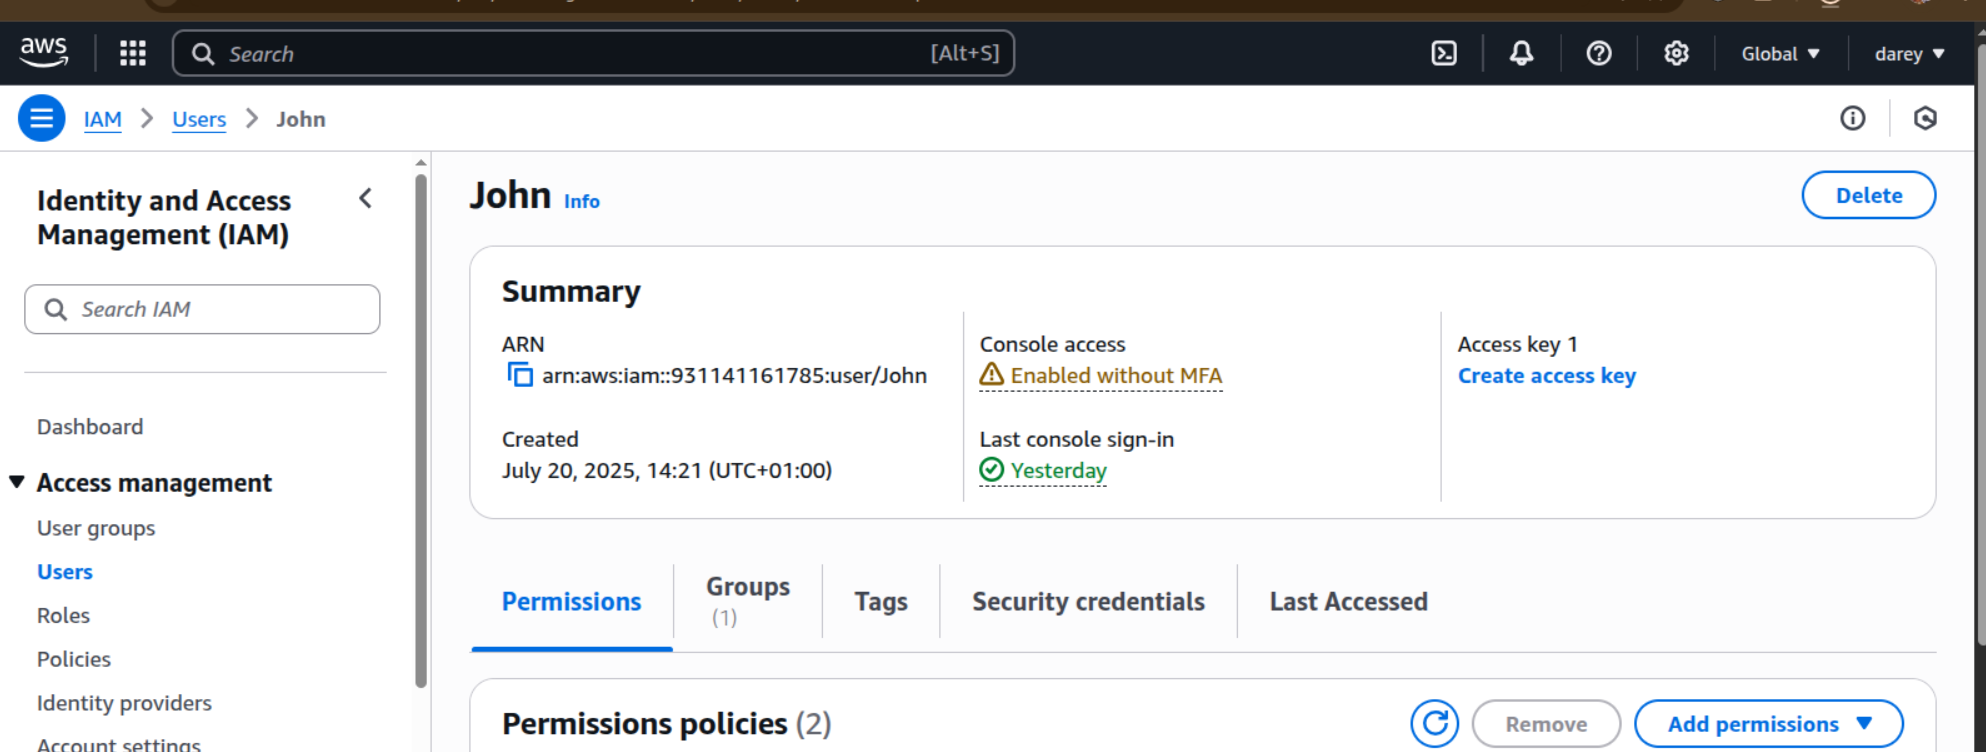 aws
Search
[Alt+S]
Global
darey
IAM
Users
John
Identity and Access
Management (IAM)
Search IAM
Dashboard
Access management
User groups
Users
Roles
Policies
Identity providers
Account settings
John Info
Delete
Summary
ARN
arn:aws:iam::931141161785:user/John
Console access
Enabled without MFA
Access key 1
Create access key
Created
July 20, 2025, 14:21 (UTC+01:00)
Last console sign-in
Yesterday
Permissions
Groups
(1)
Tags
Security credentials
Last Accessed
Permissions policies (2)
Remove
Add permissions